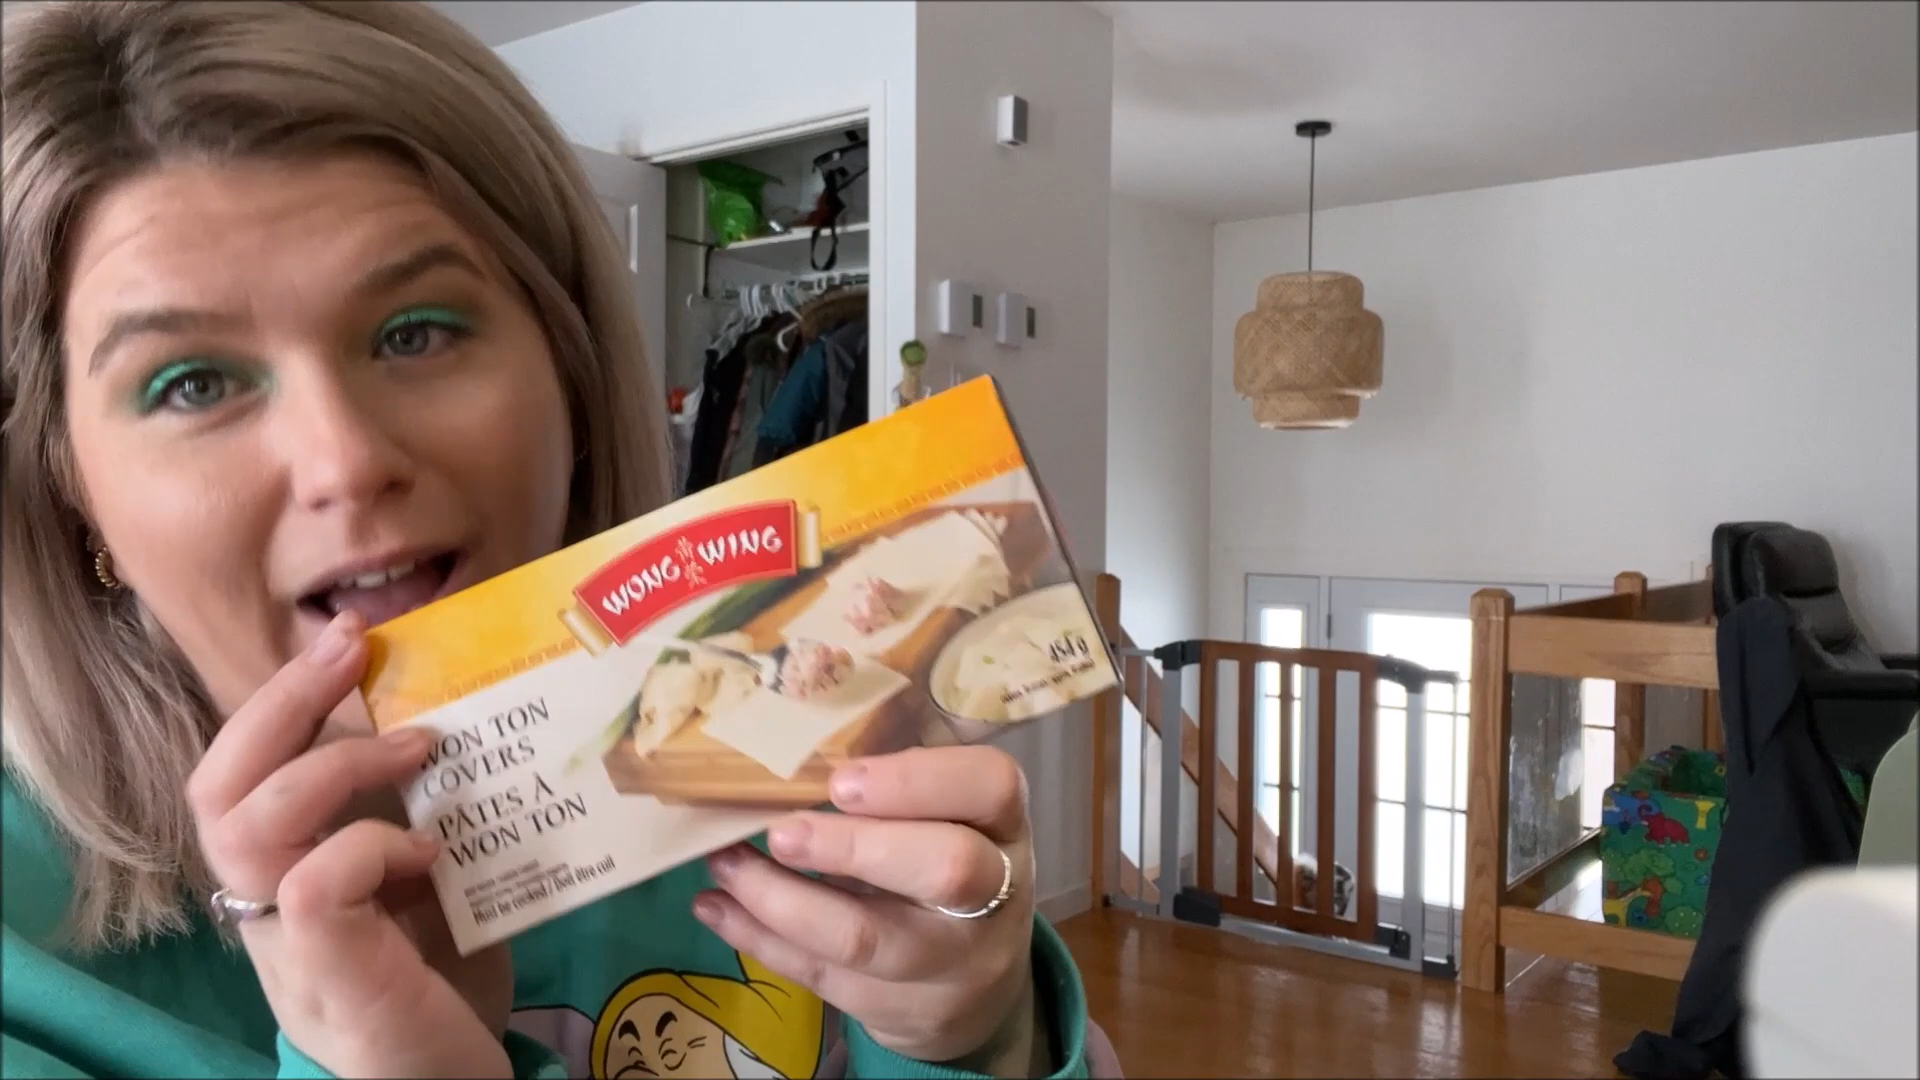 WONG WING
WON TON
COVERS
PÂTES À
WON TON
Must be cooked / Doit être cuit
454 g